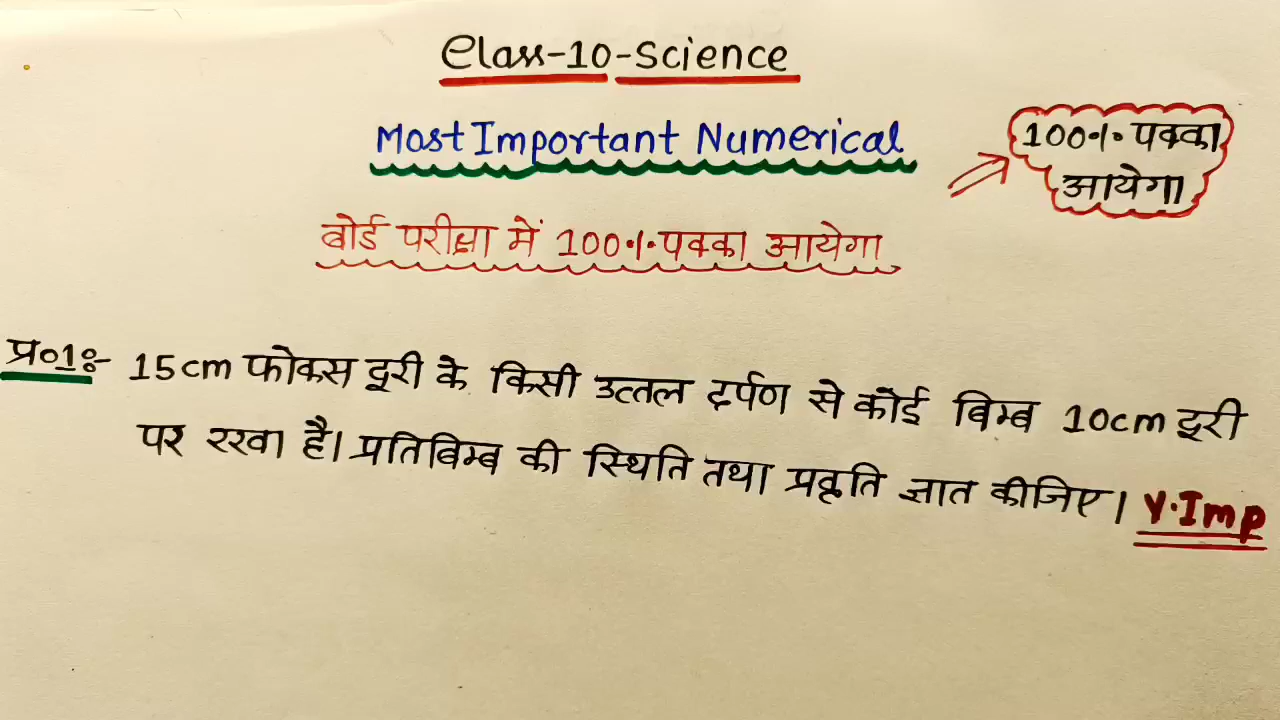 Class-10-Science
Most Important Numerical
100% पक्का
आयेगा
बोर्ड परीक्षा में 100% पक्का आयेगा
प्र०1:- 15cm फोकस दूरी के किसी उत्तल दर्पण से कोई बिम्ब 10cm दूरी
पर रखा है। प्रतिबिम्ब की स्थिति तथा प्रकृति ज्ञात कीजिए। V.Imp